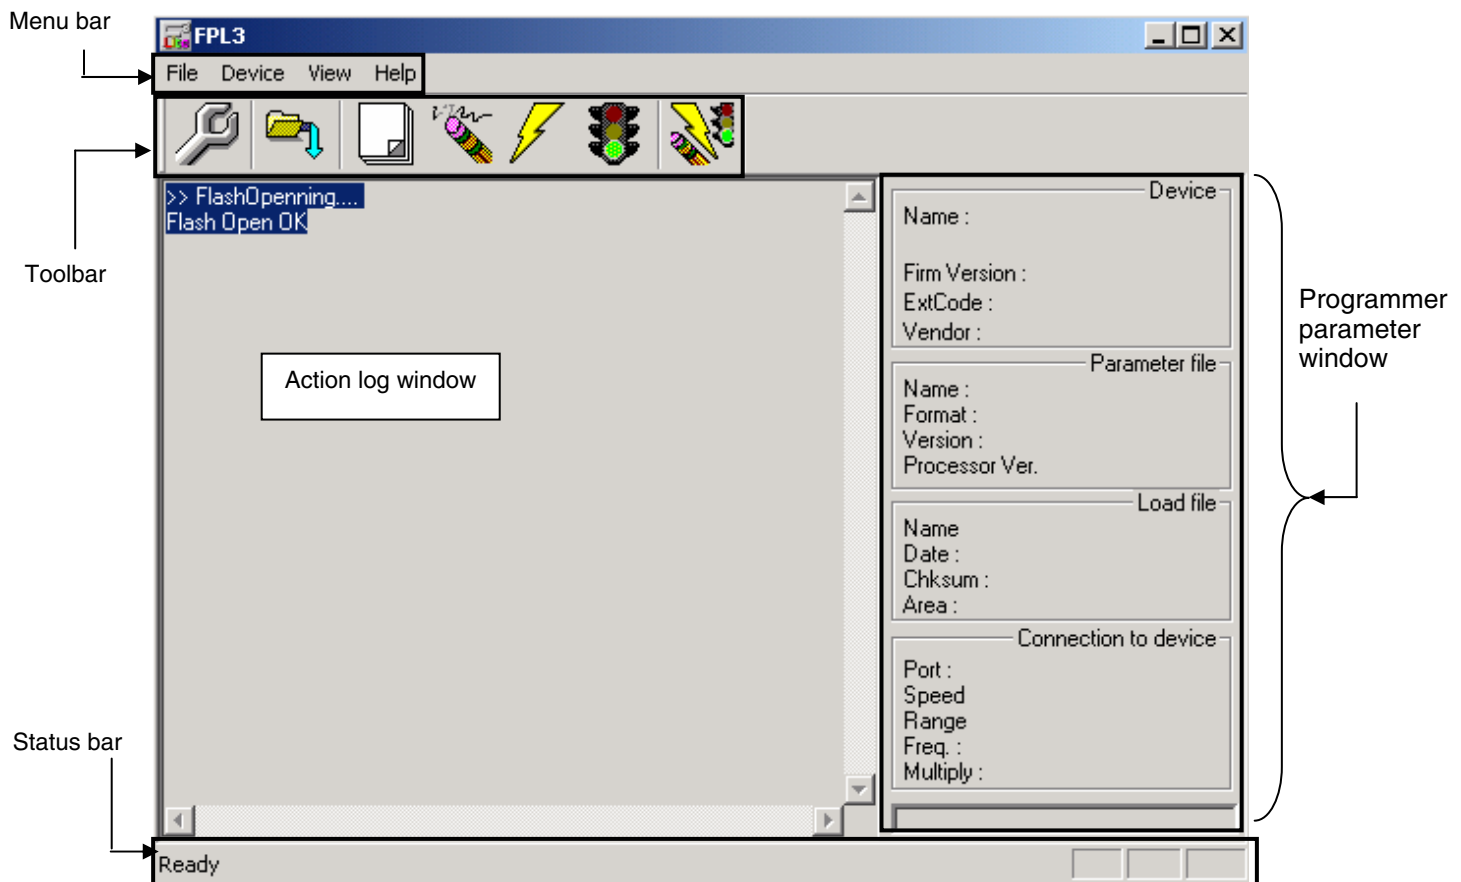 Menu bar
FPL3
File Device View Help
Toolbar
>> FlashOpenning....
Flash Open OK
Action log window
Device
Name :
Firm Version :
ExtCode :
Vendor :
Parameter file
Name :
Format :
Version :
Processor Ver.
Load file
Name
Date :
Chksum :
Area :
Connection to device
Port :
Speed
Range
Freq. :
Multiply :
Programmer
parameter
window
Status bar
Ready